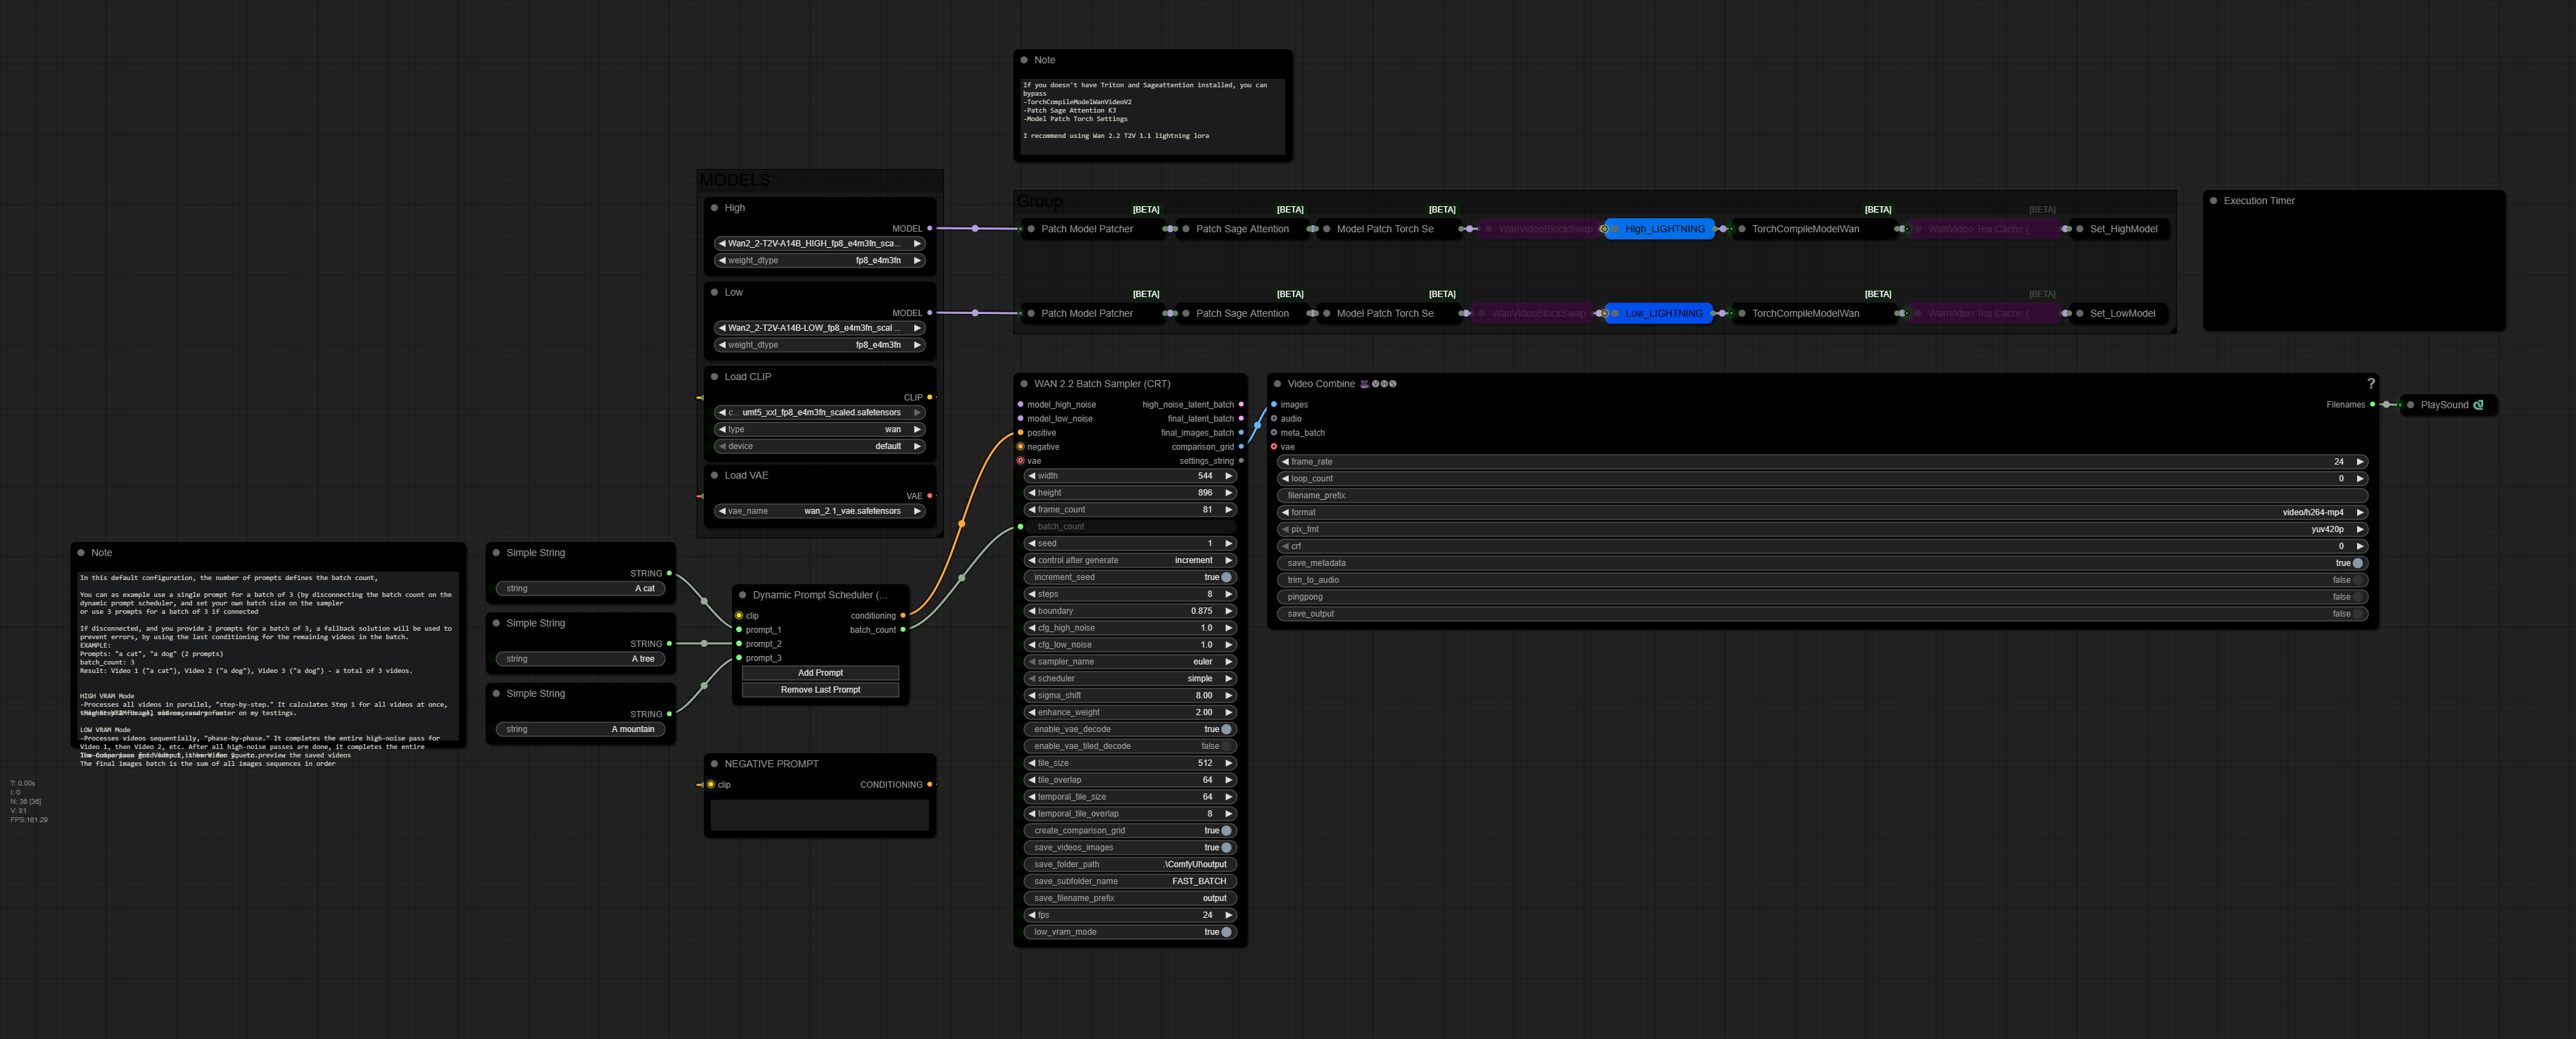 Note
If you doesn't have Triton and Sageattention installed, you can
bypass
-TorchCompileModelWanVideoV2
-Patch Sage Attention KJ
-Model Patch Torch Settings
I recommend using Wan 2.2 T2V 1.1 lightning lora
MODELS
High
MODEL
Wan2_2-T2V-A14B_HIGH_fp8_e4m3fn_sca...
weight_dtype fp8_e4m3fn
Low
MODEL
Wan2_2-T2V-A14B-LOW_fp8_e4m3fn_scal ...
weight_dtype fp8_e4m3fn
Load CLIP
CLIP
c... umt5_xxl_fp8_e4m3fn_scaled.safetensors
type wan
device default
Load VAE
VAE
vae_name wan_2.1_vae.safetensors
Group
[BETA] [BETA] [BETA] [BETA] [BETA]
Patch Model Patcher Patch Sage Attention Model Patch Torch Se WanVideoBlockSwap High_LIGHTNING TorchCompileModelWan WanVideo Tea Cache ( Set_HighModel
[BETA] [BETA] [BETA] [BETA] [BETA]
Patch Model Patcher Patch Sage Attention Model Patch Torch Se WanVideoBlockSwap Low_LIGHTNING TorchCompileModelWan WanVideo Tea Cache ( Set_LowModel
Execution Timer
Note
In this default configuration, the number of prompts defines the batch count,
You can as example use a single prompt for a batch of 3 (by disconnecting the batch count on the
dynamic prompt scheduler, and set your own batch size on the sampler
or use 3 prompts for a batch of 3 if connected
If disconnected, and you provide 2 prompts for a batch of 3, a fallback solution will be used to
prevent errors, by using the last conditioning for the remaining videos in the batch.
EXAMPLE:
Prompts: "a cat", "a dog" (2 prompts)
batch_count: 3
Result: Video 1 ("a cat"), Video 2 ("a dog"), Video 3 ("a dog") - a total of 3 videos.
HIGH VRAM Mode
-Processes all videos in parallel, "step-by-step." It calculates Step 1 for all videos at once,
on my testings.
LOW VRAM Mode
-Processes videos sequentially, "phase-by-phase." It completes the entire high-noise pass for
Video 1, then Video 2, etc. After all high-noise passes are done, it completes the entire
preview the saved videos
The final images batch is the sum of all images sequences in order
Simple String
STRING
string A cat
Simple String
STRING
string A tree
Simple String
STRING
string A mountain
Dynamic Prompt Scheduler (...
clip conditioning
prompt_1 batch_count
prompt_2
prompt_3
Add Prompt
Remove Last Prompt
NEGATIVE PROMPT
clip CONDITIONING
WAN 2.2 Batch Sampler (CRT)
model_high_noise high_noise_latent_batch
model_low_noise final_latent_batch
positive final_images_batch
negative comparison_grid
vae settings_string
width 544
height 896
frame_count 81
batch_count
seed 1
control after generate increment
increment_seed true
steps 8
boundary 0.875
cfg_high_noise 1.0
cfg_low_noise 1.0
sampler_name euler
scheduler simple
sigma_shift 8.00
enhance_weight 2.00
enable_vae_decode true
enable_vae_tiled_decode false
tile_size 512
tile_overlap 64
temporal_tile_size 64
temporal_tile_overlap 8
create_comparison_grid true
save_videos_images true
save_folder_path .\ComfyUI\output
save_subfolder_name FAST_BATCH
save_filename_prefix output
fps 24
low_vram_mode true
Video Combine VHS ?
images Filenames
audio
meta_batch
vae
frame_rate 24
loop_count 0
filename_prefix
format video/h264-mp4
pix_fmt yuv420p
crf 0
save_metadata true
trim_to_audio false
pingpong false
save_output false
PlaySound
T: 0.00s
I: 0
N: 36 [36]
V: 81
FPS:161.29